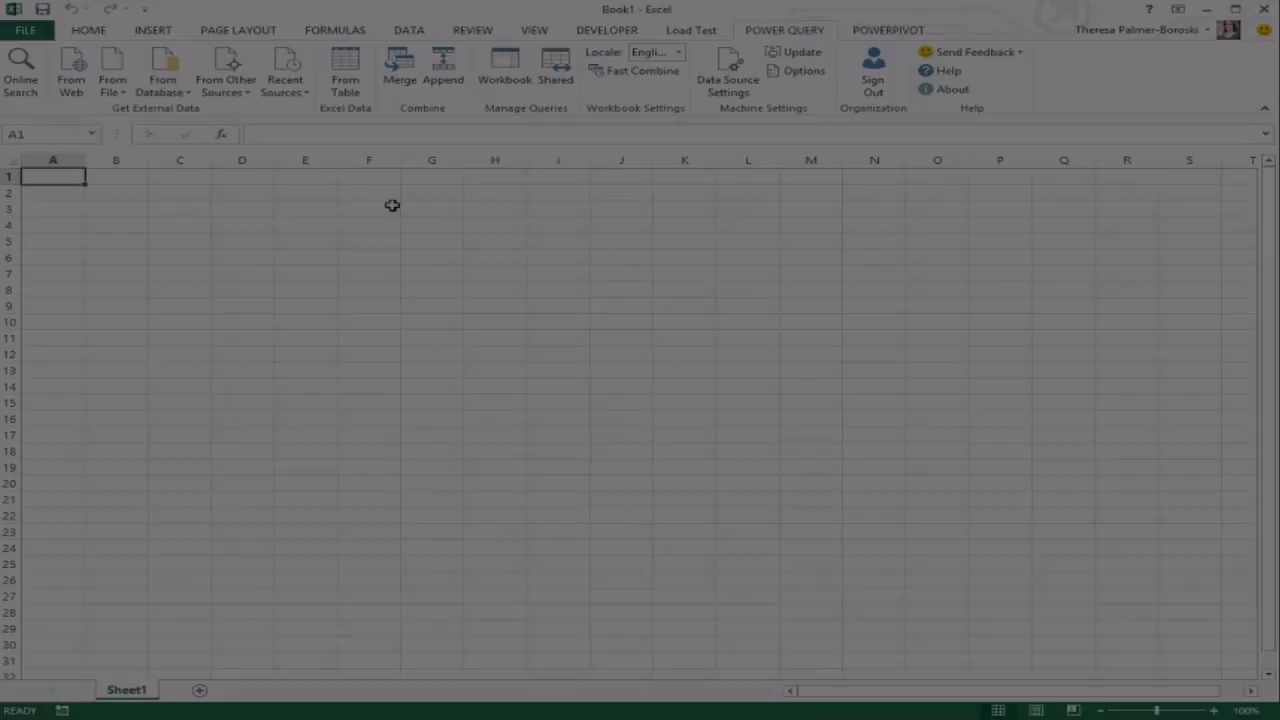 Book1 - Excel
?
FILE HOME INSERT PAGE LAYOUT FORMULAS DATA REVIEW VIEW DEVELOPER Load Test POWER QUERY POWERPIVOT Theresa Palmer-Boroski
Online Search
From Web
From File
From Database
From Other Sources
Recent Sources
Get External Data
From Table
Excel Data
Merge
Append
Combine
Workbook
Shared
Manage Queries
Locale: Engli...
Fast Combine
Workbook Settings
Data Source Settings
Update
Options
Machine Settings
Sign Out
Organization
Send Feedback
Help
About
Help
A1
fx
A B C D E F G H I J K L M N O P Q R S T
1
2
3
4
5
6
7
8
9
10
11
12
13
14
15
16
17
18
19
20
21
22
23
24
25
26
27
28
29
30
31
32
Sheet1
READY
100%